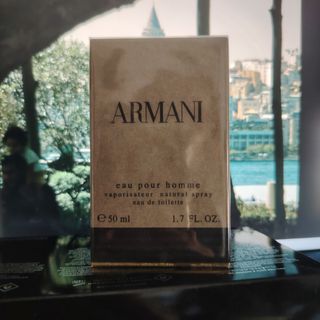 ARMANI
eau pour homme
vaporisateur natural spray
eau de toilette
℮ 50 ml 1.7 FL. OZ.